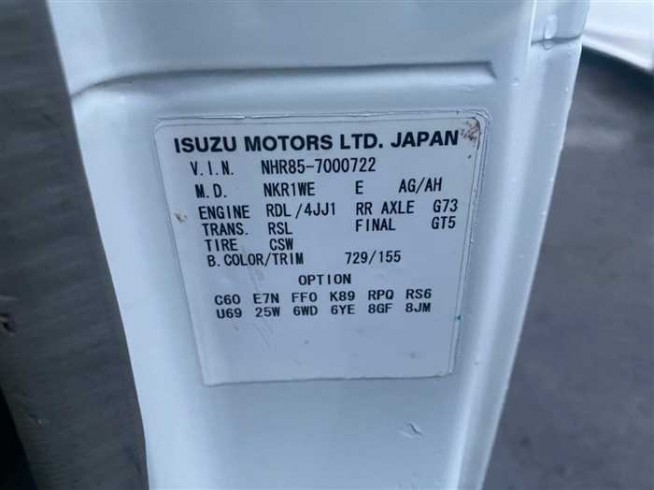 ISUZU MOTORS LTD. JAPAN
V.I.N. NHR85-7000722
M.D. NKR1WE E AG/AH
ENGINE RDL/4JJ1 RR AXLE G73
TRANS. RSL FINAL GT5
TIRE CSW
B.COLOR/TRIM 729/155
OPTION
C60 E7N FF0 K89 RPQ RS6
U69 25W 6WD 6YE 8GF 8JM